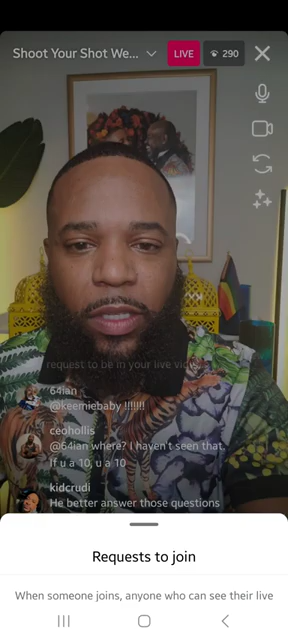 Shoot Your Shot We...
LIVE
290
request to be in your live vid
64ian
@keemiebaby !!!!!!!
ceohollis
@64ian where? I haven't seen that.
If u a 10, u a 10
kidcrudi
He better answer those questions
Requests to join
When someone joins, anyone who can see their live